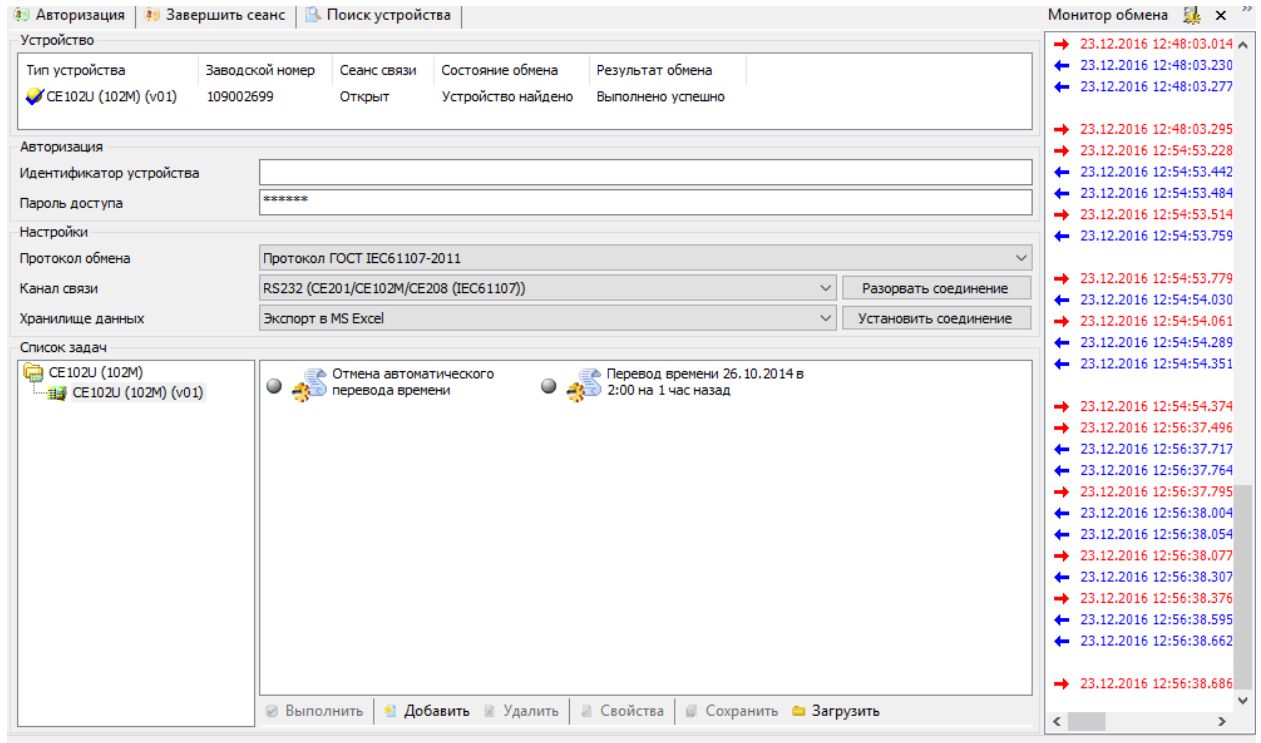 Авторизация Завершить сеанс Поиск устройства
Устройство
Тип устройства Заводской номер Сеанс связи Состояние обмена Результат обмена
CE102U (102M) (v01) 109002699 Открыт Устройство найдено Выполнено успешно
Авторизация
Идентификатор устройства
Пароль доступа ******
Настройки
Протокол обмена Протокол ГОСТ IEC61107-2011
Канал связи RS232 (CE201/CE102M/CE208 (IEC61107)) Разорвать соединение
Хранилище данных Экспорт в MS Excel Установить соединение
Список задач
CE102U (102M)
CE102U (102M) (v01)
Отмена автоматического
перевода времени
Перевод времени 26.10.2014 в
2:00 на 1 час назад
Выполнить Добавить Удалить Свойства Сохранить Загрузить
Монитор обмена
23.12.2016 12:48:03.014
23.12.2016 12:48:03.230
23.12.2016 12:48:03.277
23.12.2016 12:48:03.295
23.12.2016 12:54:53.228
23.12.2016 12:54:53.442
23.12.2016 12:54:53.484
23.12.2016 12:54:53.514
23.12.2016 12:54:53.759
23.12.2016 12:54:53.779
23.12.2016 12:54:54.030
23.12.2016 12:54:54.061
23.12.2016 12:54:54.289
23.12.2016 12:54:54.351
23.12.2016 12:54:54.374
23.12.2016 12:56:37.496
23.12.2016 12:56:37.717
23.12.2016 12:56:37.764
23.12.2016 12:56:37.795
23.12.2016 12:56:38.004
23.12.2016 12:56:38.054
23.12.2016 12:56:38.077
23.12.2016 12:56:38.307
23.12.2016 12:56:38.376
23.12.2016 12:56:38.595
23.12.2016 12:56:38.662
23.12.2016 12:56:38.686